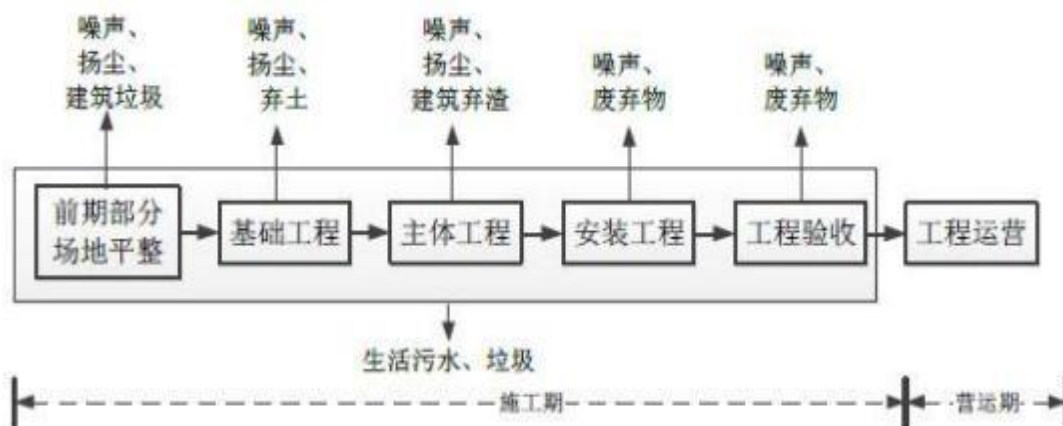 噪声、
扬尘、
建筑垃圾
噪声、
扬尘、
弃土
噪声、
扬尘、
建筑弃渣
噪声、
废弃物
噪声、
废弃物
前期部分
场地平整
基础工程
主体工程
安装工程
工程验收
工程运营
生活污水、垃圾
施工期
营运期